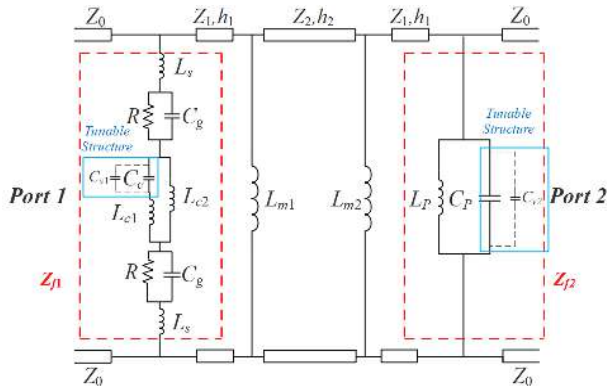 Z0 Z1, h1 Z2, h2 Z1, h1 Z0
Ls
R Cg
Tunable
Structure
Tunable
Structure
Cv1 Cc
Port 1
Lc1 Lc2
Lm1 Lm2
LP CP Cv2
Port 2
R Cg
Zf1 Zf2
Ls
Z0 Z0